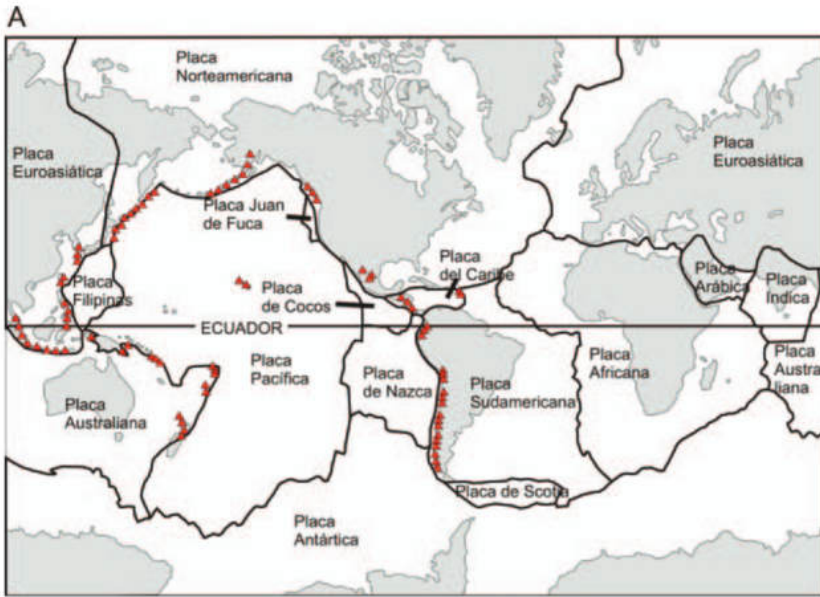 A
Placa
Norteamericana
Placa
Euroasiática
Placa
Euroasiática
Placa Juan
de Fuca
Placa
del Caribe
Placa
Filipinas
Placa
de Cocos
Placa
Arábica
Placa
Índica
ECUADOR
Placa
Pacífica
Placa
de Nazca
Placa
Sudamericana
Placa
Africana
Placa
Austra
liana
Placa
Australiana
Placa de Scotia
Placa
Antártica